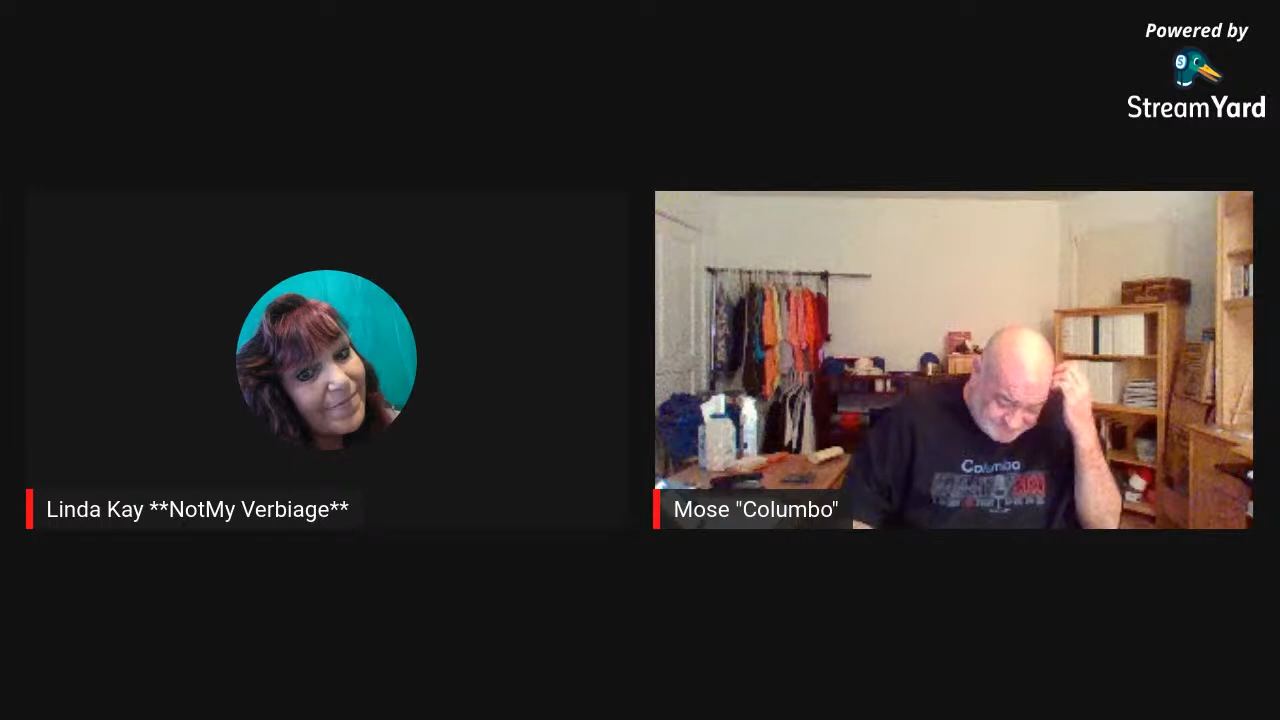 Powered by
StreamYard
Linda Kay **NotMy Verbiage**
Mose "Columbo"
Columbo